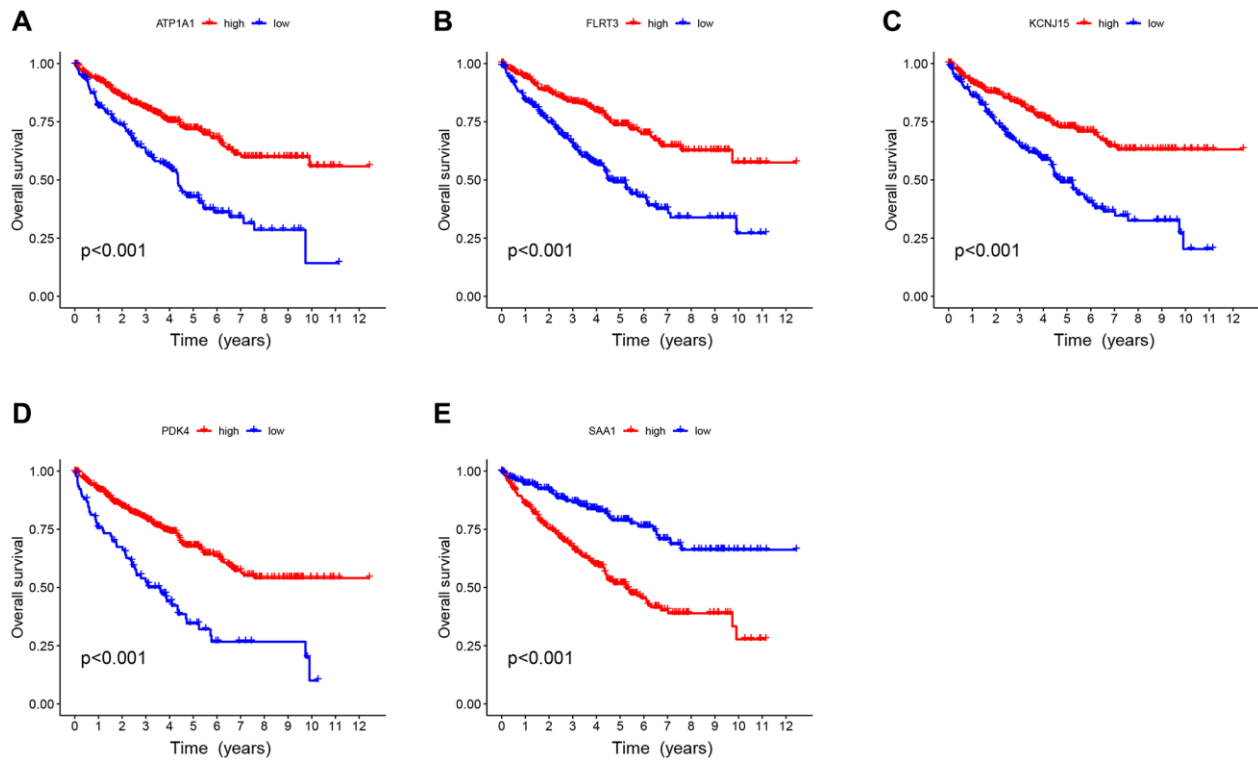 A
ATP1A1 high low
1.00
0.75
0.50
0.25
0.00
Overall survival
p<0.001
0 1 2 3 4 5 6 7 8 9 10 11 12
Time (years)
B
FLRT3 high low
1.00
0.75
0.50
0.25
0.00
Overall survival
p<0.001
0 1 2 3 4 5 6 7 8 9 10 11 12
Time (years)
C
KCNJ15 high low
1.00
0.75
0.50
0.25
0.00
Overall survival
p<0.001
0 1 2 3 4 5 6 7 8 9 10 11 12
Time (years)
D
PDK4 high low
1.00
0.75
0.50
0.25
0.00
Overall survival
p<0.001
0 1 2 3 4 5 6 7 8 9 10 11 12
Time (years)
E
SAA1 high low
1.00
0.75
0.50
0.25
0.00
Overall survival
p<0.001
0 1 2 3 4 5 6 7 8 9 10 11 12
Time (years)